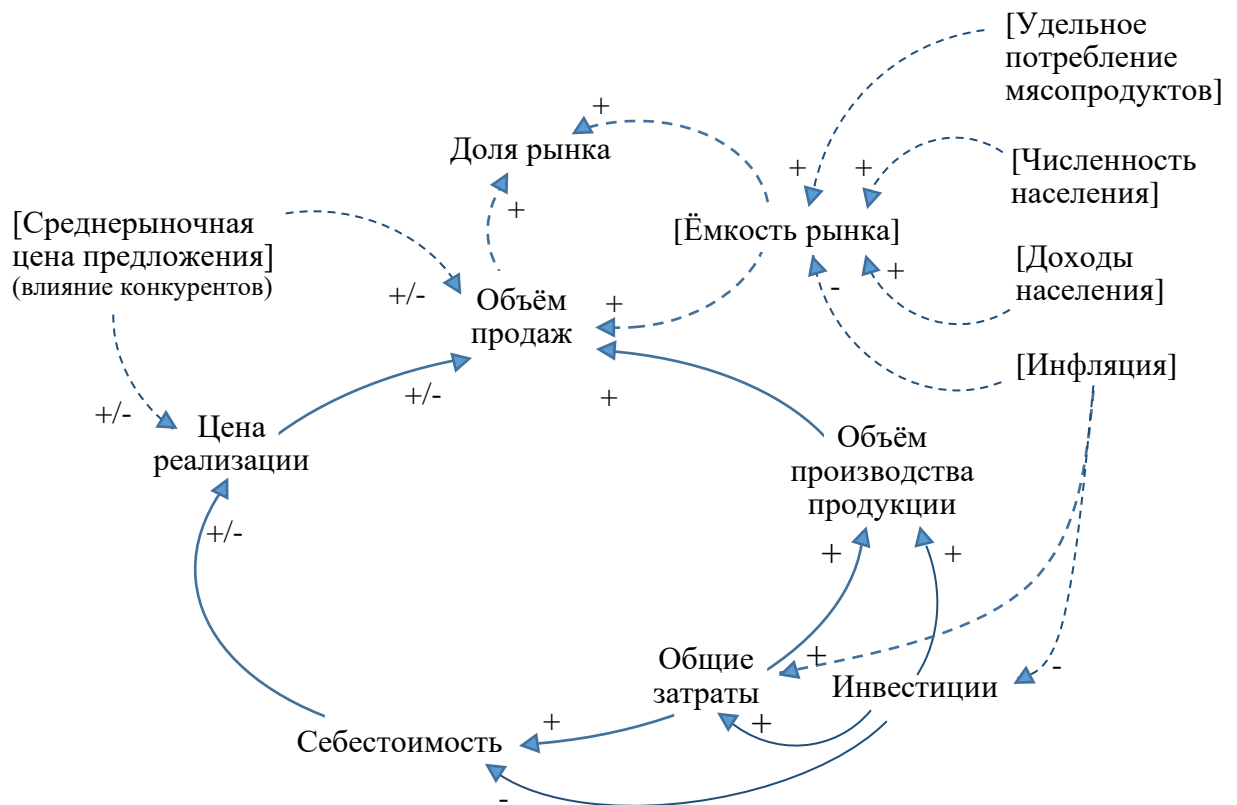 [Удельное
потребление
мясопродуктов]
+
Доля рынка
+
+
[Численность
населения]
+
[Среднерыночная
цена предложения]
(влияние конкурентов)
[Ёмкость рынка]
+
[Доходы
населения]
-
+/-
Объём
продаж
+
[Инфляция]
+/-
+
+/-
Цена
реализации
Объём
производства
продукции
+/-
+
+
Общие
затраты
+
-
Инвестиции
+
+
Себестоимость
-